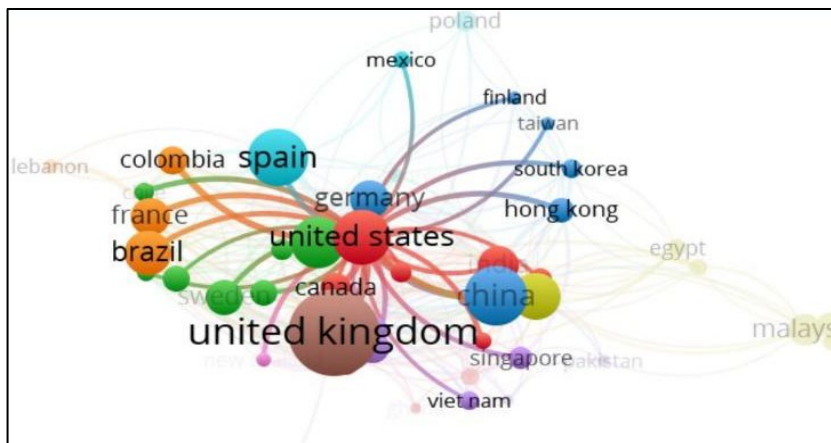 poland
mexico
finland
taiwan
lebanon
colombia
spain
south korea
germany
hong kong
france
united states
brazil
egypt
india
canada
sweden
china
united kingdom
malays
new
singapore
pakistan
viet nam